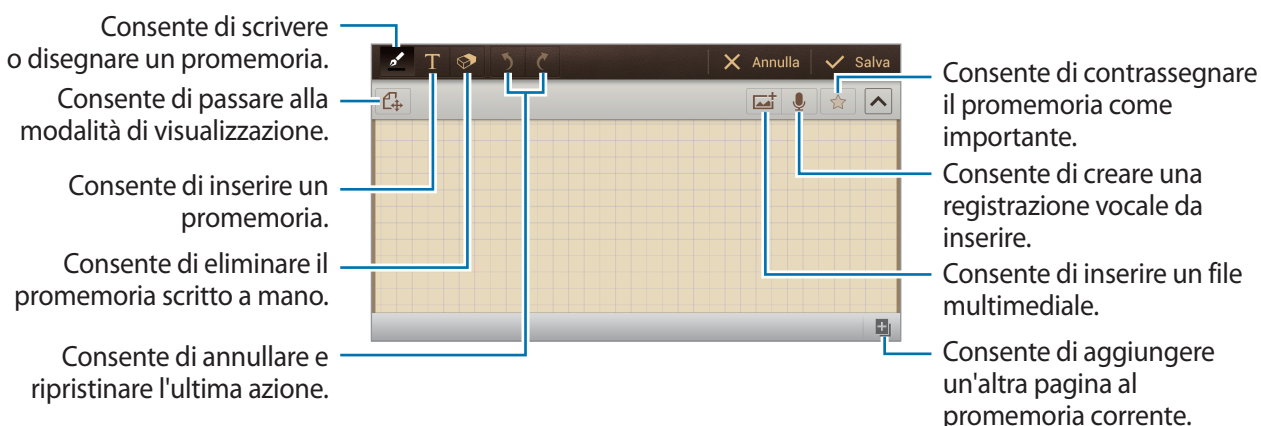 Consente di scrivere
o disegnare un promemoria.
Consente di passare alla
modalità di visualizzazione.
Consente di inserire un
promemoria.
Consente di eliminare il
promemoria scritto a mano.
Consente di annullare e
ripristinare l'ultima azione.
T
Annulla
Salva
Consente di contrassegnare
il promemoria come
importante.
Consente di creare una
registrazione vocale da
inserire.
Consente di inserire un file
multimediale.
Consente di aggiungere
un'altra pagina al
promemoria corrente.